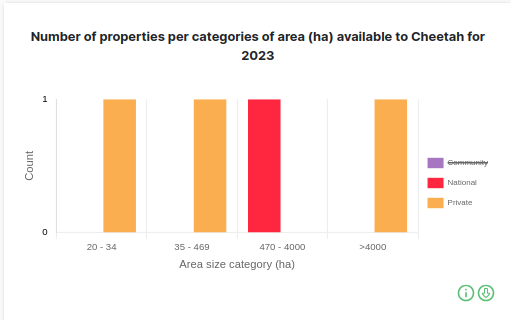 Number of properties per categories of area (ha) available to Cheetah for
2023
1
0
Count
20 - 34
35 - 469
470 - 4000
>4000
Area size category (ha)
Community
National
Private